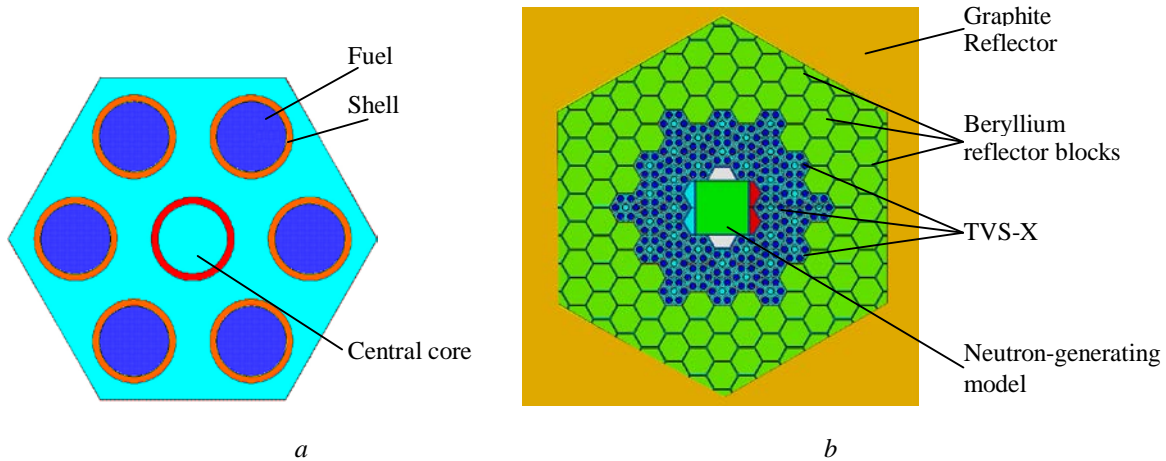 Fuel
Shell
Central core
a
Graphite
Reflector
Beryllium
reflector blocks
TVS-X
Neutron-generating
model
b